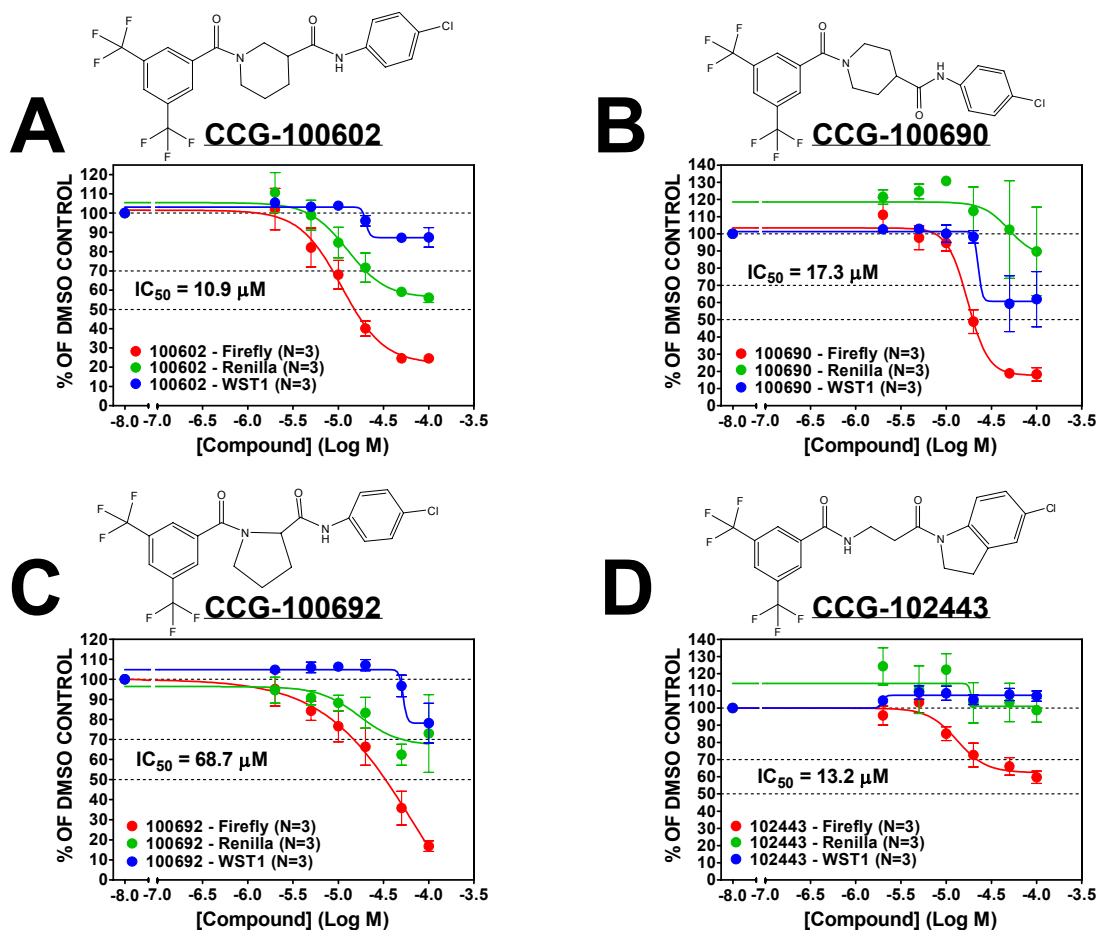 A
CCG-100602
% OF DMSO CONTROL
120
110
100
90
80
70
60
50
40
30
20
10
0
IC50 = 10.9 µM
100602 - Firefly (N=3)
100602 - Renilla (N=3)
100602 - WST1 (N=3)
-8.0 -7.0 -6.5 -6.0 -5.5 -5.0 -4.5 -4.0 -3.5
[Compound] (Log M)
F F F F F F O N O N H Cl
B
CCG-100690
% OF DMSO CONTROL
140
130
120
110
100
90
80
70
60
50
40
30
20
10
0
IC50 = 17.3 µM
100690 - Firefly (N=3)
100690 - Renilla (N=3)
100690 - WST1 (N=3)
-8.0 -7.0 -6.5 -6.0 -5.5 -5.0 -4.5 -4.0 -3.5
[Compound] (Log M)
F F F F F F O N O H N Cl
C
CCG-100692
% OF DMSO CONTROL
120
110
100
90
80
70
60
50
40
30
20
10
0
IC50 = 68.7 µM
100692 - Firefly (N=3)
100692 - Renilla (N=3)
100692 - WST1 (N=3)
-8.0 -7.0 -6.5 -6.0 -5.5 -5.0 -4.5 -4.0 -3.5
[Compound] (Log M)
F F F F F F O N O N H Cl
D
CCG-102443
% OF DMSO CONTROL
140
130
120
110
100
90
80
70
60
50
40
30
20
10
0
IC50 = 13.2 µM
102443 - Firefly (N=3)
102443 - Renilla (N=3)
102443 - WST1 (N=3)
-8.0 -7.0 -6.5 -6.0 -5.5 -5.0 -4.5 -4.0 -3.5
[Compound] (Log M)
F F F F F F O N H O N Cl